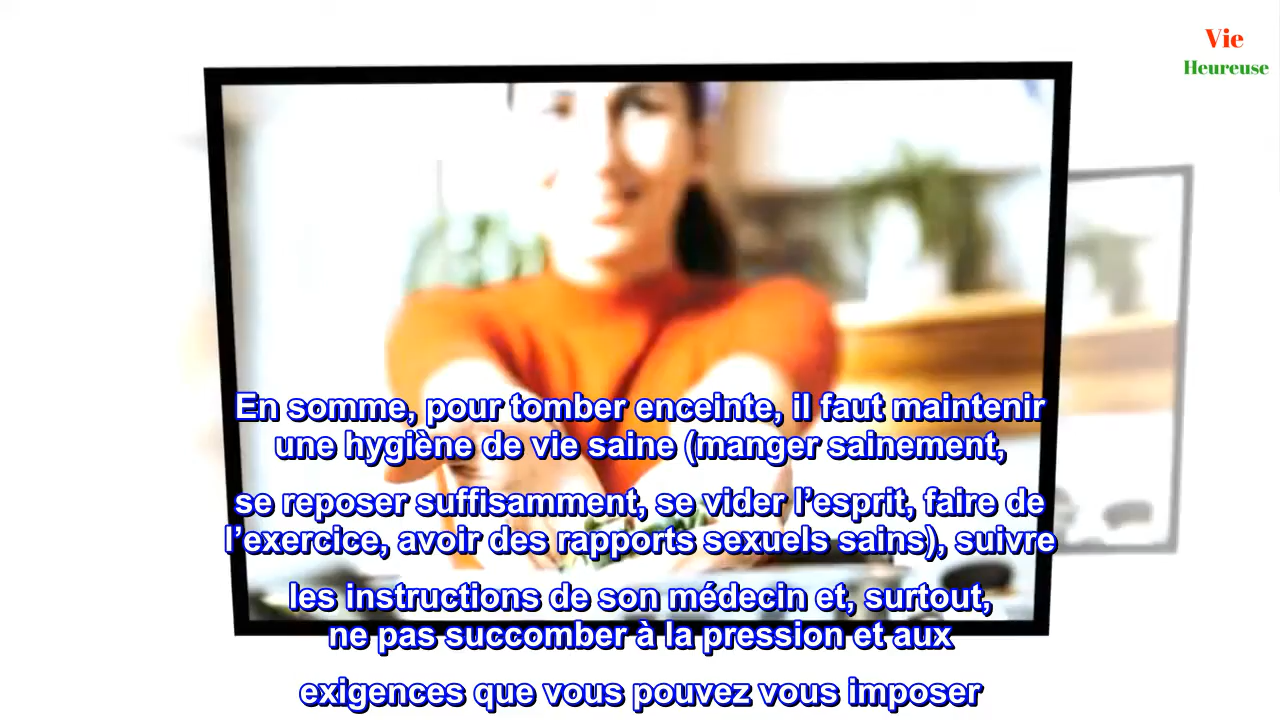 Vie
Heureuse
En somme, pour tomber enceinte, il faut maintenir
une hygiène de vie saine (manger sainement,
se reposer suffisamment, se vider l’esprit, faire de
l’exercice, avoir des rapports sexuels sains), suivre
les instructions de son médecin et, surtout,
ne pas succomber à la pression et aux
exigences que vous pouvez vous imposer